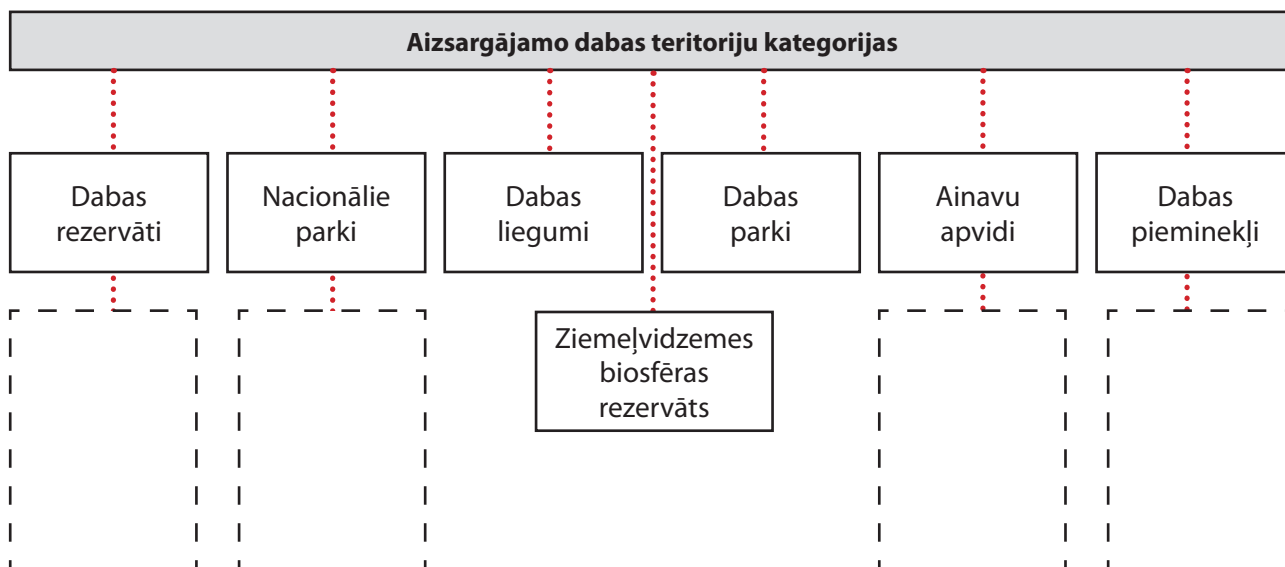 Aizsargājamo dabas teritoriju kategorijas
Dabas
rezervāti
Nacionālie
parki
Dabas
liegumi
Dabas
parki
Ainavu
apvidi
Dabas
pieminekļi
Ziemeļvidzemes
biosfēras
rezervāts